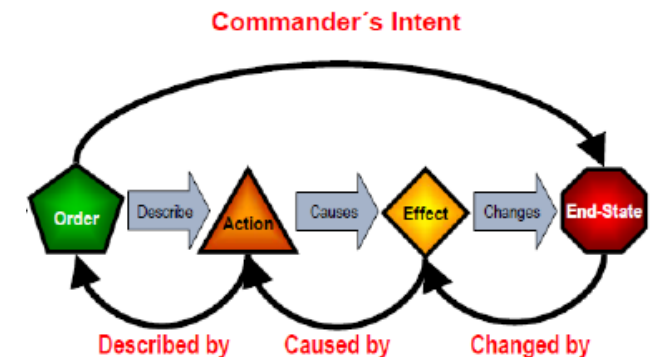 Commander´s Intent
Order
Describe
Action
Causes
Effect
Changes
End-State
Described by
Caused by
Changed by